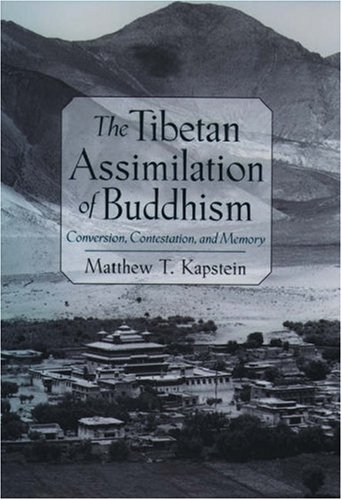 The Tibetan
Assimilation
of Buddhism
Conversion, Contestation, and Memory
Matthew T. Kapstein